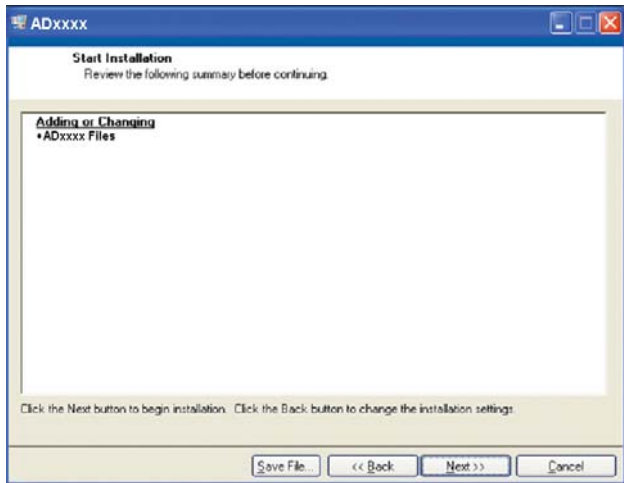 ADxxxx
Start Installation
Review the following summary before continuing.
Adding or Changing
•ADxxxx Files
Click the Next button to begin installation. Click the Back button to change the installation settings.
Save File... << Back Next >> Cancel